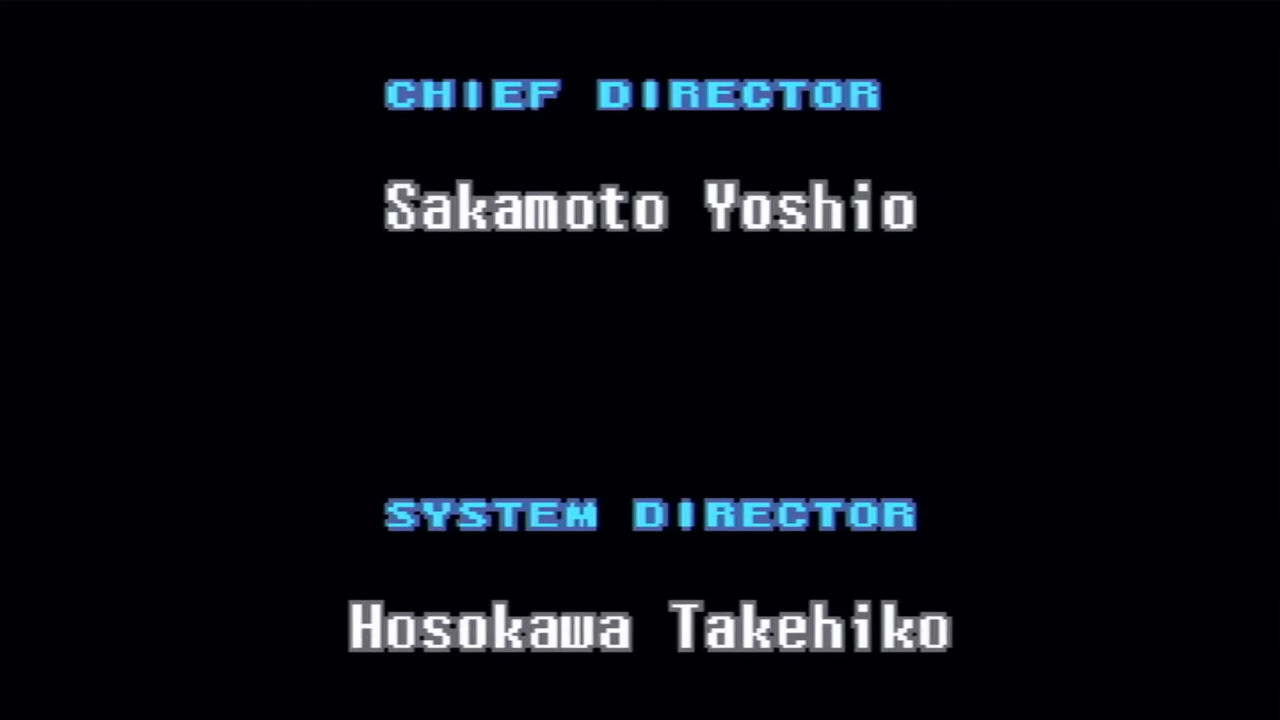 CHIEF DIRECTOR
Sakamoto Yoshio
SYSTEM DIRECTOR
Hosokawa Takehiko